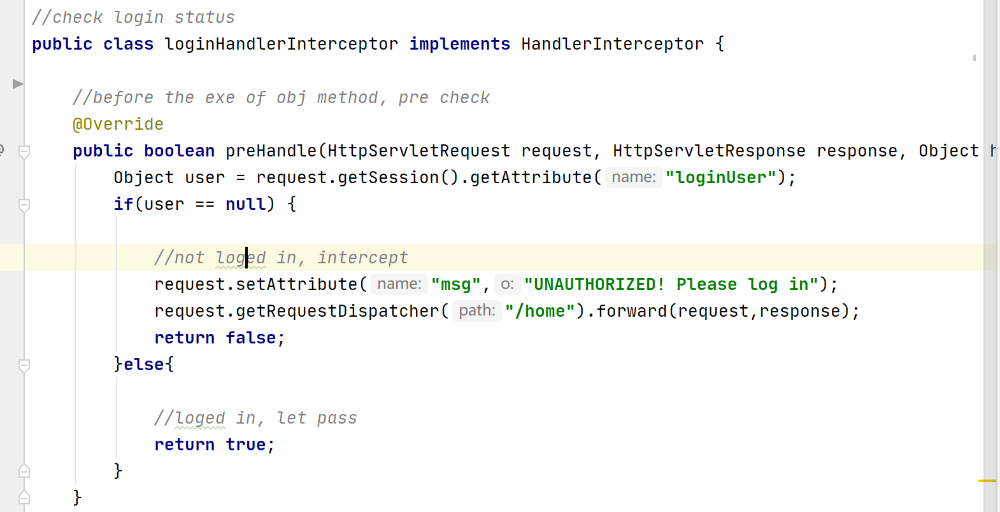 //check login status
public class loginHandlerInterceptor implements HandlerInterceptor {
//before the exe of obj method, pre check
@Override
public boolean preHandle(HttpServletRequest request, HttpServletResponse response, Object h
Object user = request.getSession().getAttribute( name: "loginUser");
if(user == null) {
//not loged in, intercept
request.setAttribute( name: "msg", o: "UNAUTHORIZED! Please log in");
request.getRequestDispatcher( path: "/home").forward(request,response);
return false;
}else{
//loged in, let pass
return true;
}
}